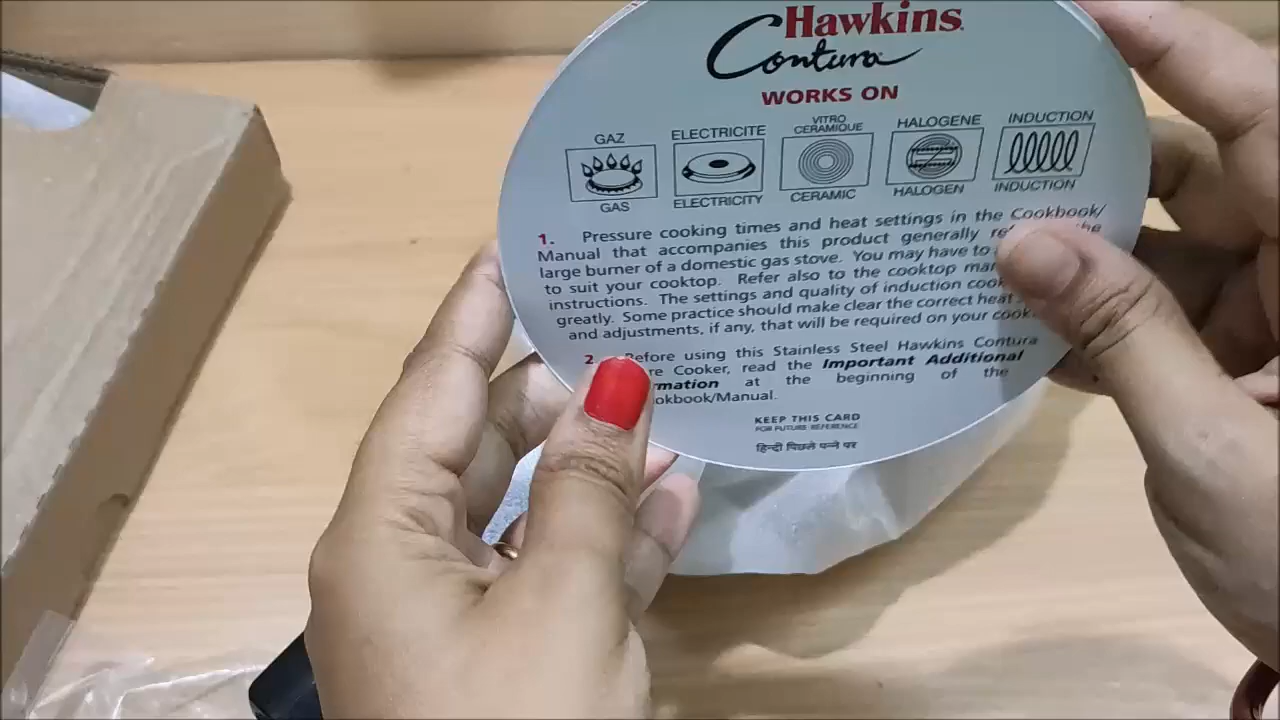 Hawkins
Contura
WORKS ON
GAZ ELECTRICITE VITRO CERAMIQUE HALOGENE INDUCTION
GAS ELECTRICITY CERAMIC HALOGEN INDUCTION
1. Pressure cooking times and heat settings in the Cookbook/
Manual that accompanies this product generally the
large burner of a domestic gas stove. You may have to
to suit your cooktop. Refer also to the cooktop
instructions. The settings and quality of induction
greatly. Some practice should make clear the correct heat
and adjustments, if any, that will be required on your
2 Before using this Stainless Steel Hawkins Contura
Cooker, read the Important Additional
at the beginning of the
Manual.
KEEP THIS CARD
FOR FUTURE REFERENCE
हिन्दी पिछले पन्ने पर